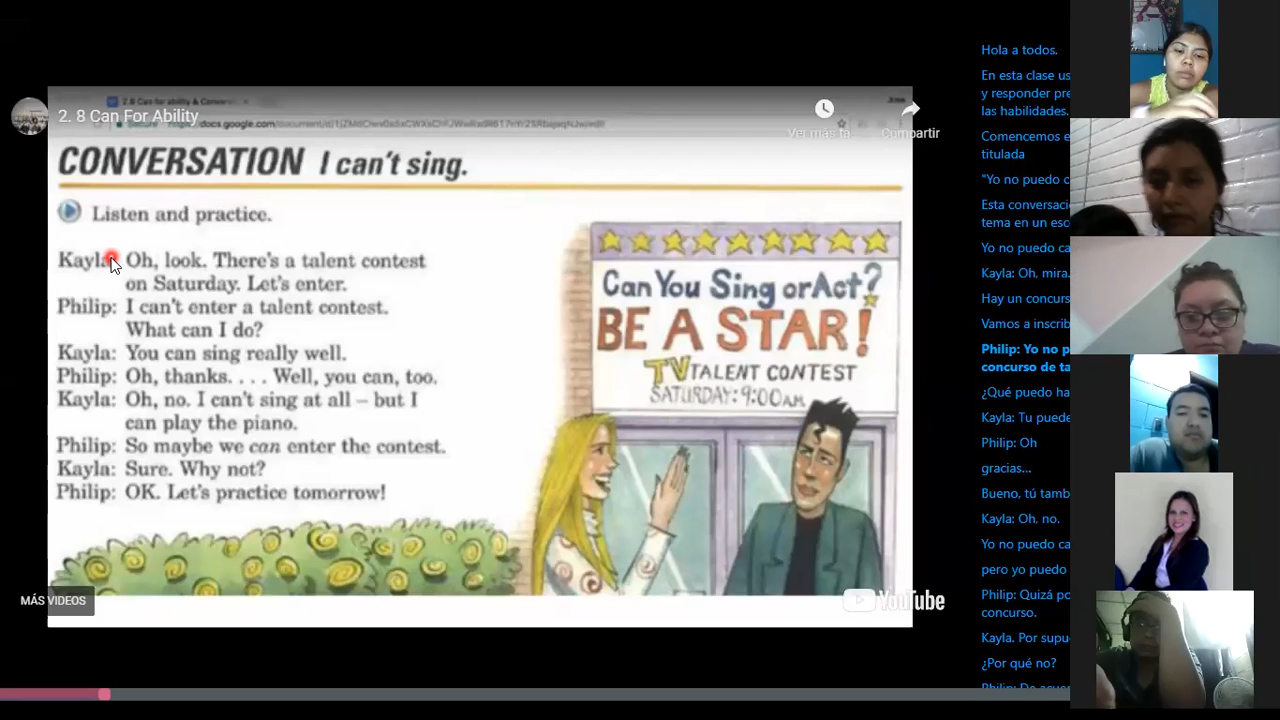 2. 8 Can For Ability
Ver más ta
Compartir
CONVERSATION I can't sing.
Listen and practice.
Kayla: Oh, look. There's a talent contest
on Saturday. Let's enter.
Philip: I can't enter a talent contest.
What can I do?
Kayla: You can sing really well.
Philip: Oh, thanks. . . . Well, you can, too.
Kayla: Oh, no. I can't sing at all – but I
can play the piano.
Philip: So maybe we can enter the contest.
Kayla: Sure. Why not?
Philip: OK. Let's practice tomorrow!
Can You Sing or Act?
BE A STAR!
TV TALENT CONTEST
SATURDAY: 9:00 AM
MÁS VIDEOS
YouTube
Hola a todos.
En esta clase us
y responder pre
las habilidades.
Comencemos e
titulada
"Yo no puedo c
Esta conversaci
tema en un esc
Yo no puedo ca
Kayla: Oh, mira.
Hay un concurs
Vamos a inscrib
Philip: Yo no p
concurso de ta
¿Qué puedo ha
Kayla: Tu puede
Philip: Oh
gracias...
Bueno, tú tamb
Kayla: Oh, no.
Yo no puedo ca
pero yo puedo
Philip: Quizá po
concurso.
Kayla. Por supu
¿Por qué no?